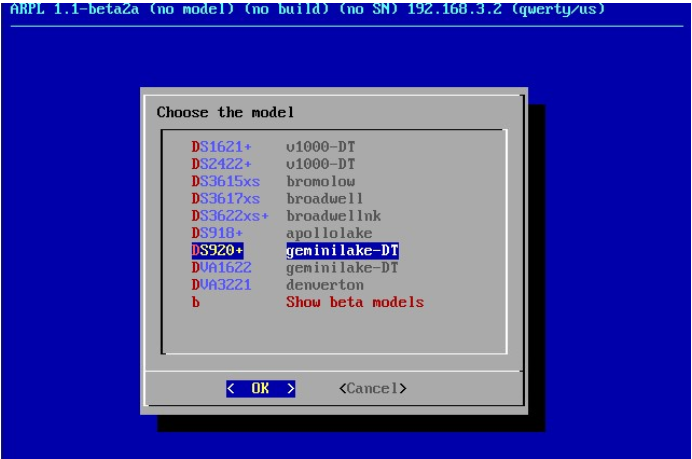 ARPL 1.1-beta2a (no model) (no build) (no SN) 192.168.3.2 (qwerty/us)
Choose the model
DS1621+ v1000-DT
DS2422+ v1000-DT
DS3615xs bromolow
DS3617xs broadwell
DS3622xs+ broadwellnk
DS918+ apollolake
DS920+ geminilake-DT
DVA1622 geminilake-DT
DVA3221 denverton
b Show beta models
< OK > <Cancel>